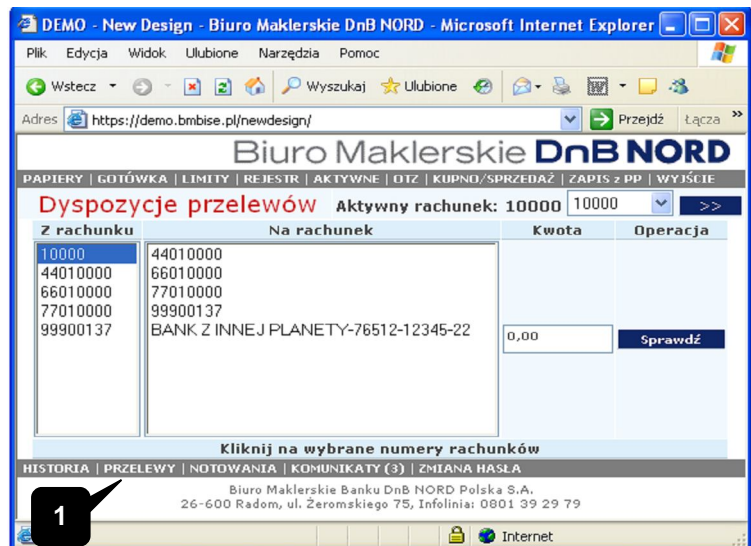 DEMO - New Design - Biuro Maklerskie DnB NORD - Microsoft Internet Explorer
Plik Edycja Widok Ulubione Narzędzia Pomoc
Wstecz Wyszukaj Ulubione
Adres https://demo.bmbise.pl/newdesign/ Przejdź Łącza »
Biuro Maklerskie DnB NORD
PAPIERY | GOTÓWKA | LIMITY | REJESTR | AKTYWNE | OTZ | KUPNO/SPRZEDAŻ | ZAPIS z PP | WYJŚCIE
Dyspozycje przelewów Aktywny rachunek: 10000 10000 >>
Z rachunku Na rachunek Kwota Operacja
10000 44010000
44010000 66010000
66010000 77010000
77010000 99900137
99900137 BANK Z INNEJ PLANETY-76512-12345-22
0,00 Sprawdź
Kliknij na wybrane numery rachunków
HISTORIA | PRZELEWY | NOTOWANIA | KOMUNIKATY (3) | ZMIANA HASŁA
Biuro Maklerskie Banku DnB NORD Polska S.A.
26-600 Radom, ul. Żeromskiego 75, Infolinia: 0801 39 29 79
1
Internet